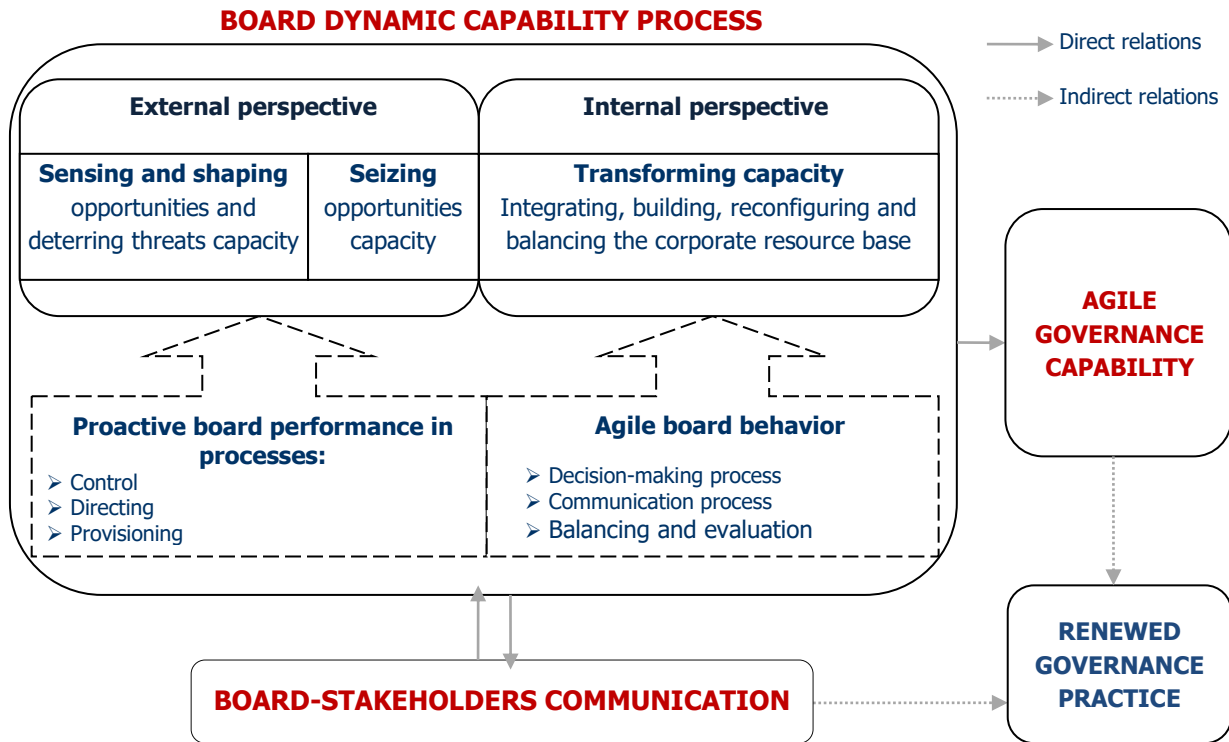 BOARD DYNAMIC CAPABILITY PROCESS
Direct relations
Indirect relations
External perspective
Internal perspective
Sensing and shaping
opportunities and
deterring threats capacity
Seizing
opportunities
capacity
Transforming capacity
Integrating, building, reconfiguring and
balancing the corporate resource base
AGILE
GOVERNANCE
CAPABILITY
Proactive board performance in
processes:
➢ Control
➢ Directing
➢ Provisioning
Agile board behavior
➢ Decision-making process
➢ Communication process
➢ Balancing and evaluation
BOARD-STAKEHOLDERS COMMUNICATION
RENEWED
GOVERNANCE
PRACTICE